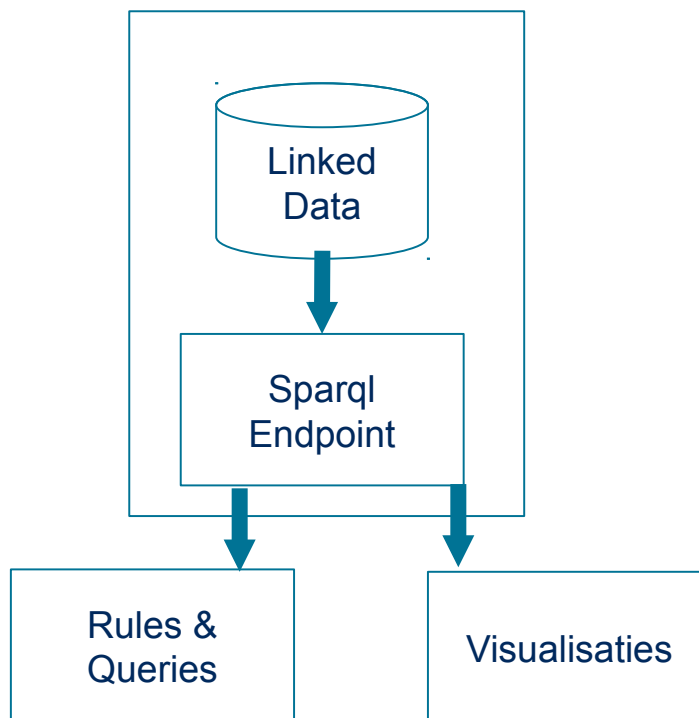 Linked
Data
Sparql
Endpoint
Rules &
Queries
Visualisaties